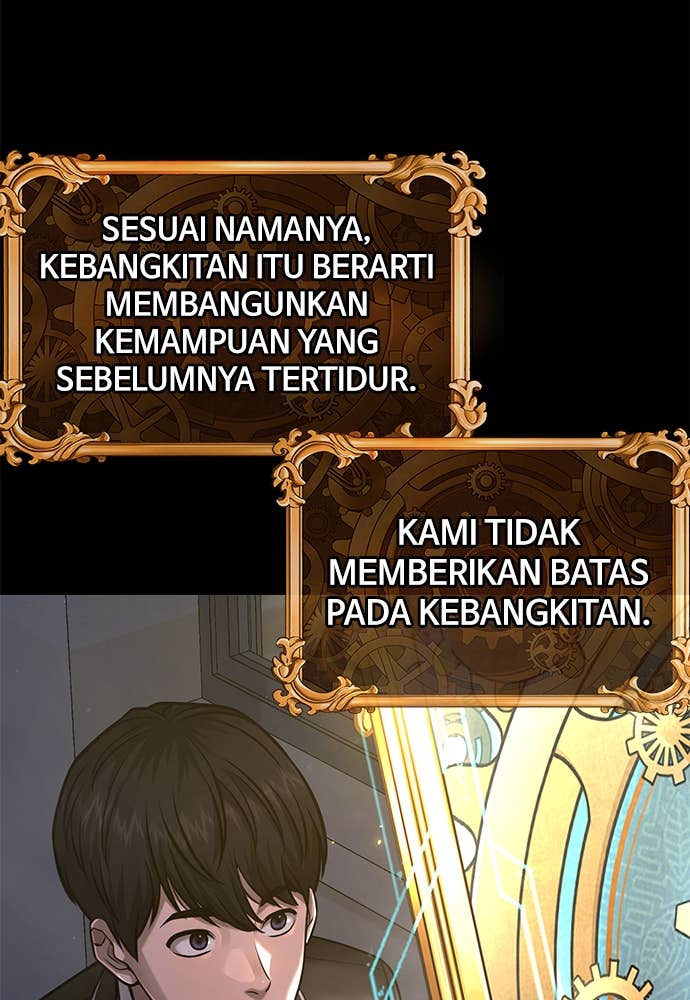 SESUAI NAMANYA,
KEBANGKITAN ITU BERARTI
MEMBANGUNKAN
KEMAMPUAN YANG
SEBELUMNYA TERTIDUR.
KAMI TIDAK
MEMBERIKAN BATAS
PADA KEBANGKITAN.